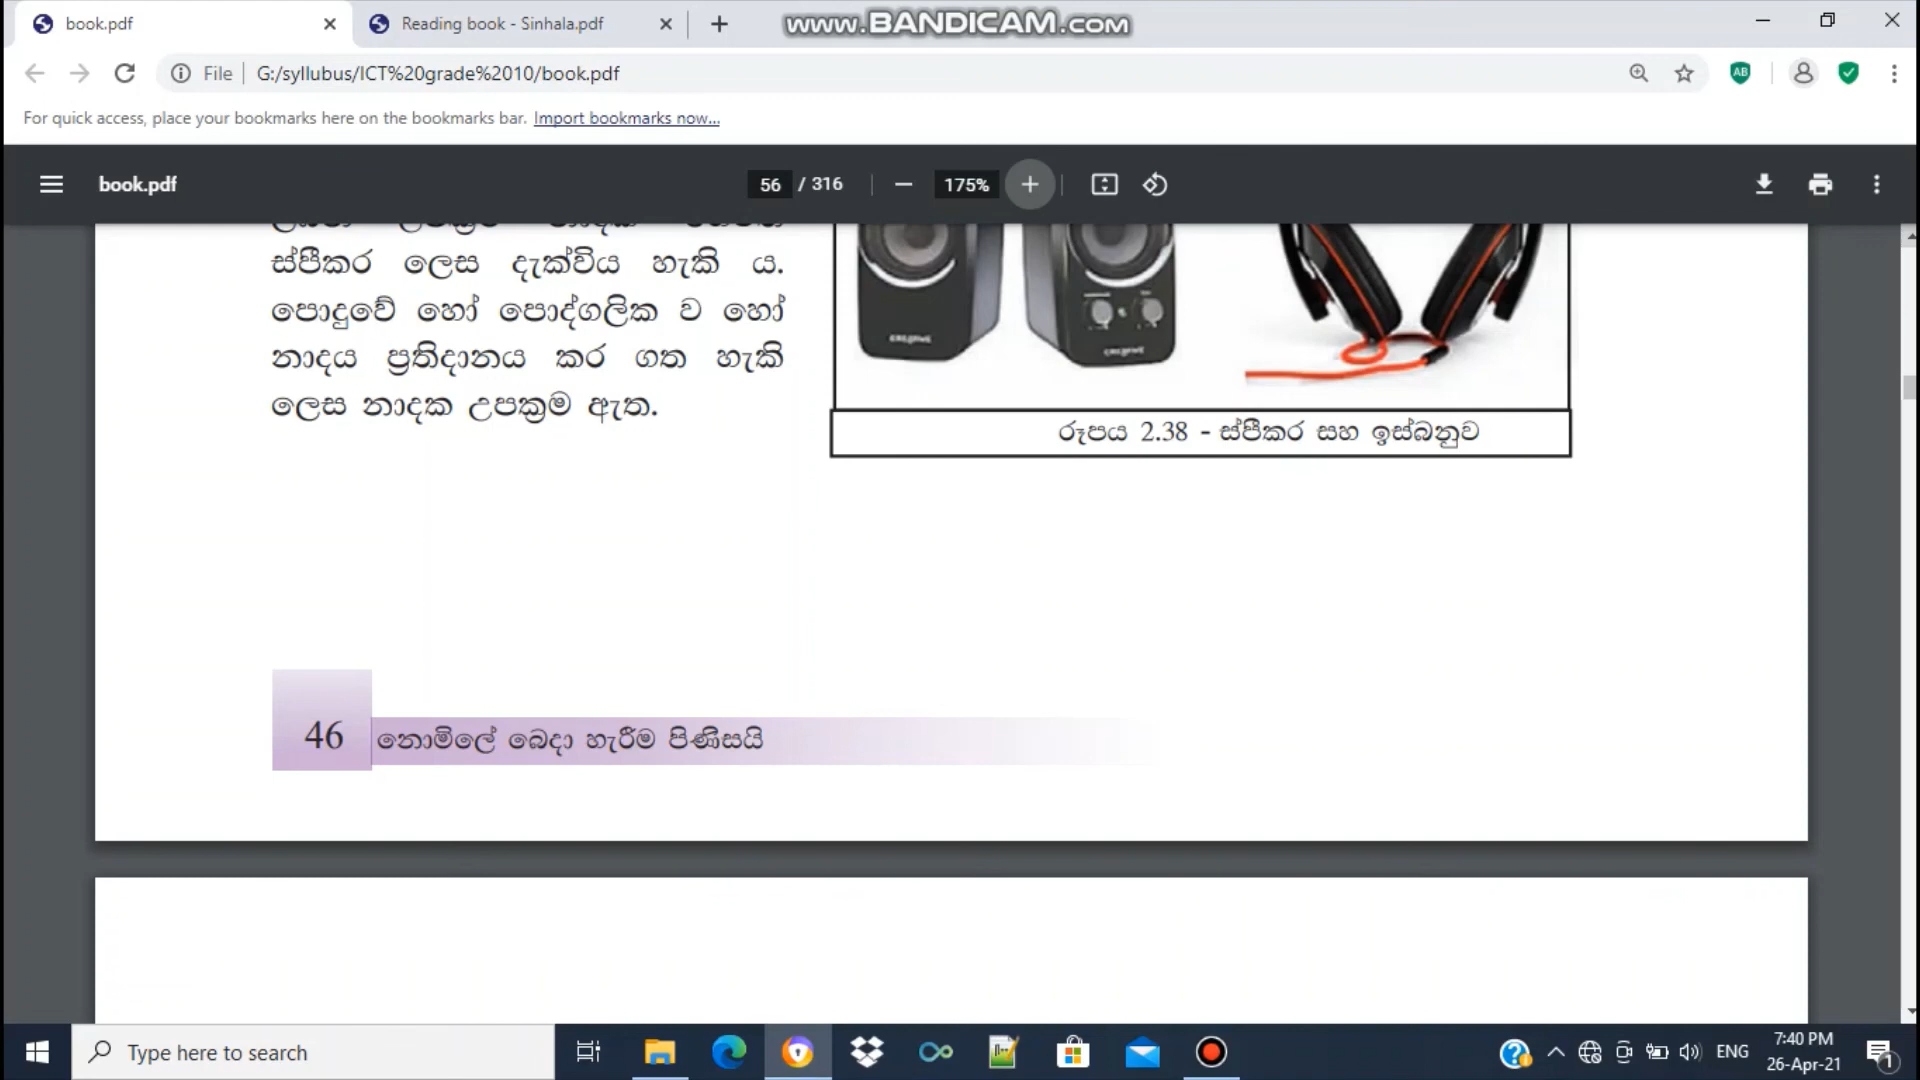 book.pdf
Reading book - Sinhala.pdf
www.BANDICAM.com
File
G:/syllubus/ICT%20grade%2010/book.pdf
For quick access, place your bookmarks here on the bookmarks bar. Import bookmarks now...
book.pdf
56 / 316
175%
ස්පීකර ලෙස දැක්විය හැකි ය.
පොදුවේ හෝ පොද්ගලික ව හෝ
නාදය ප්‍රතිදානය කර ගත හැකි
ලෙස නාදක උපක්‍රම ඇත.
රූපය 2.38 - ස්පීකර සහ ඉස්බනුව
46
නොමිලේ බෙදා හැරීම පිණිසයි
Type here to search
ENG
7:40 PM
26-Apr-21
1